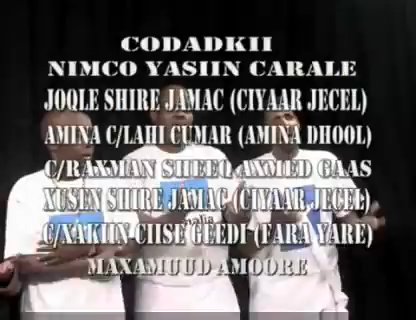 CODADKII
NIMCO YASIIN CARALE
JOQLE SHIRE JAMAC (CIYAAR JECEL)
AMINA C/LAHI CUMAR (AMINA DHOOL)
C/RAXMAN SHEEL AXMED GAAS
XUSEN SHIRE JAMAC (CIYAAR JECEL)
C/XAKIIN CIISE GEEDI (FARA YARE)
MAXAMUUD AMOORE